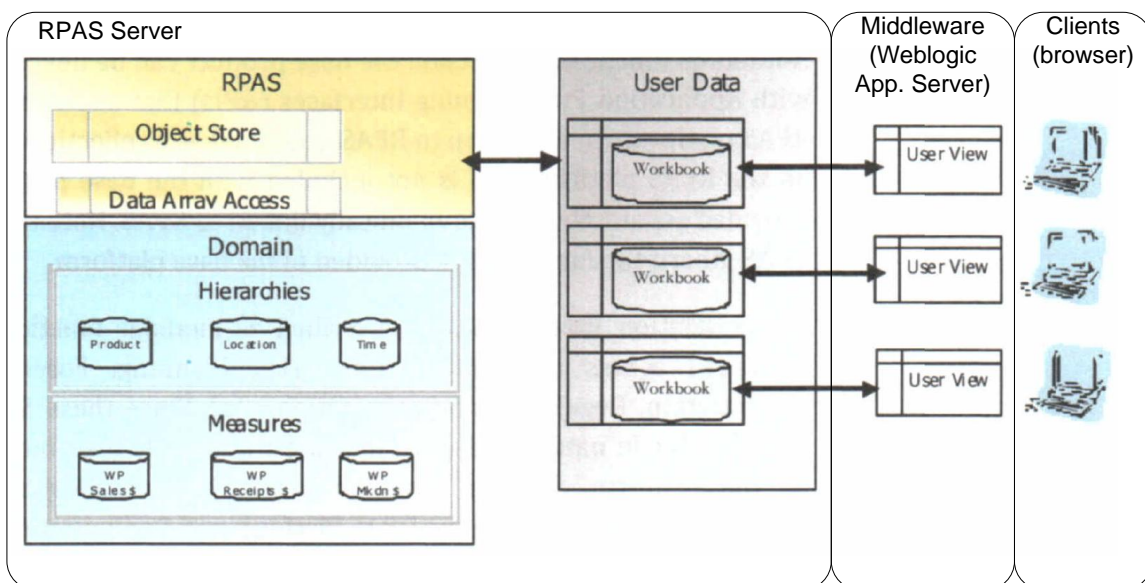 RPAS Server
Middleware
(Weblogic
App. Server)
Clients
(browser)
RPAS
Object Store
Data Array Access
Domain
Hierarchies
Product
Location
Time
Measures
WP
Sales $
WP
Receipts $
WP
Mkdn $
User Data
Workbook
Workbook
Workbook
User View
User View
User View